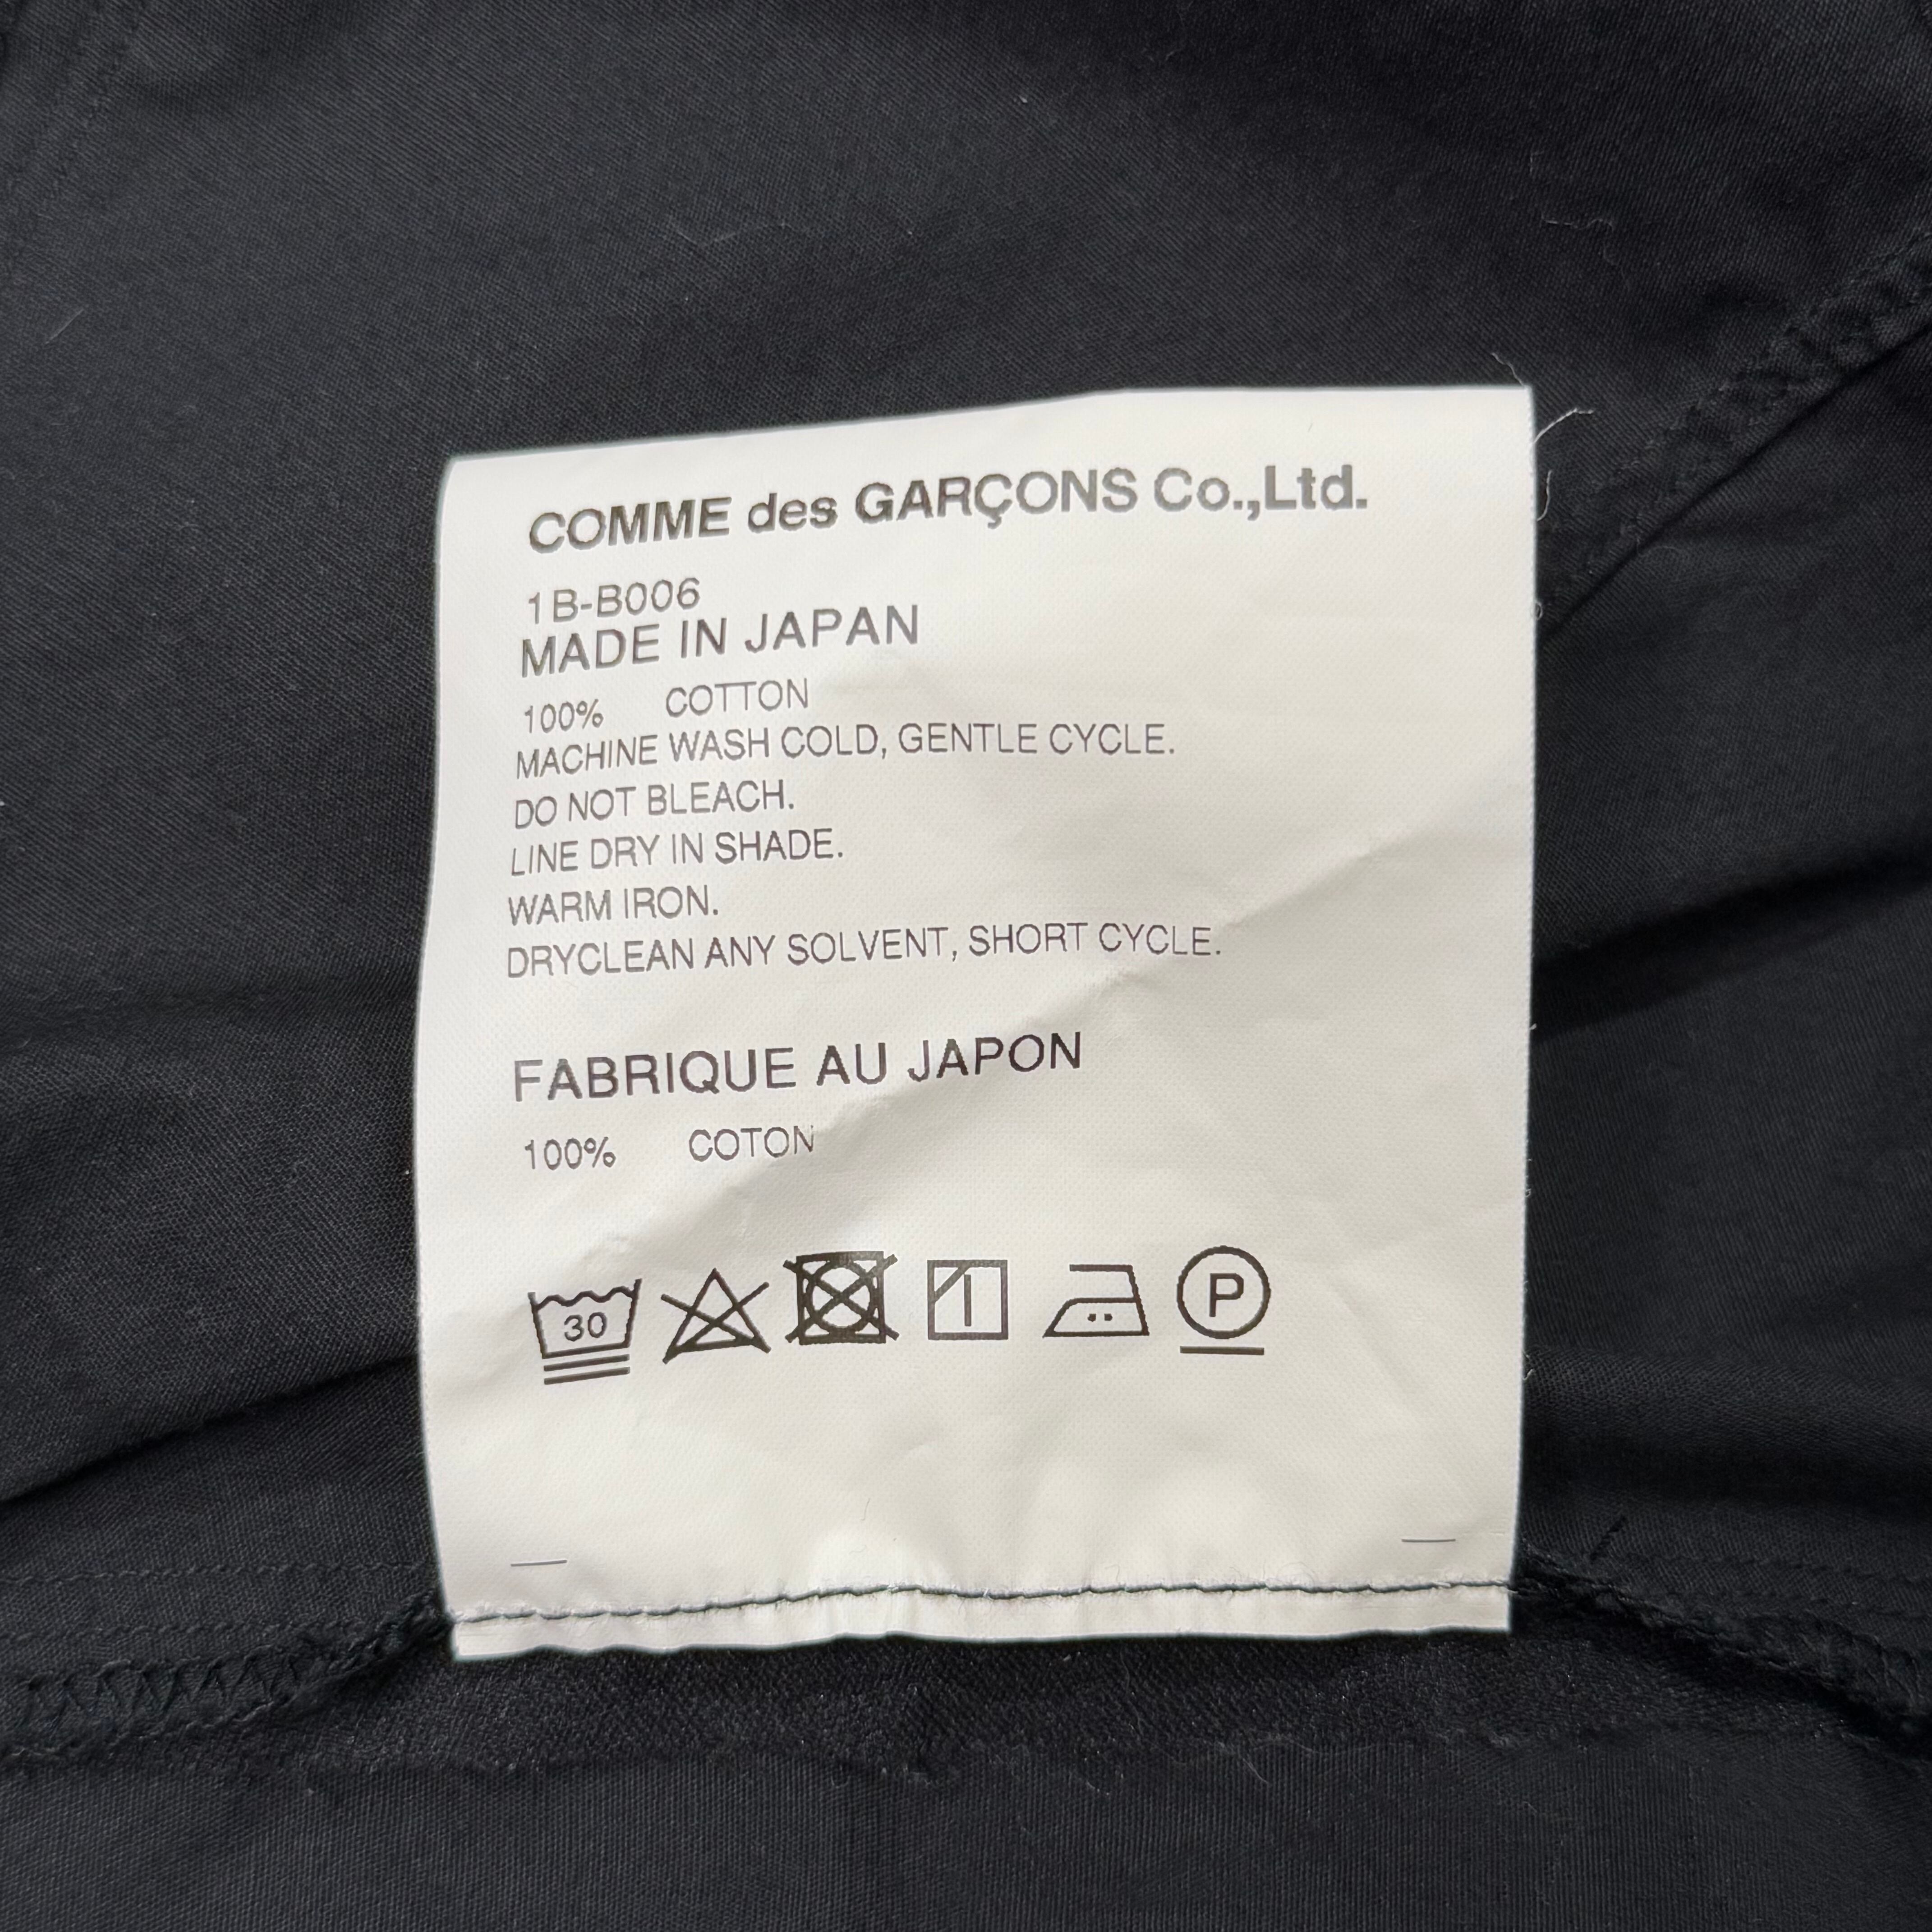 COMME des GARÇONS Co.,Ltd.
1B-B006
MADE IN JAPAN
100% COTTON
MACHINE WASH COLD, GENTLE CYCLE.
DO NOT BLEACH.
LINE DRY IN SHADE.
WARM IRON.
DRYCLEAN ANY SOLVENT, SHORT CYCLE.
FABRIQUE AU JAPON
100% COTON
30 P